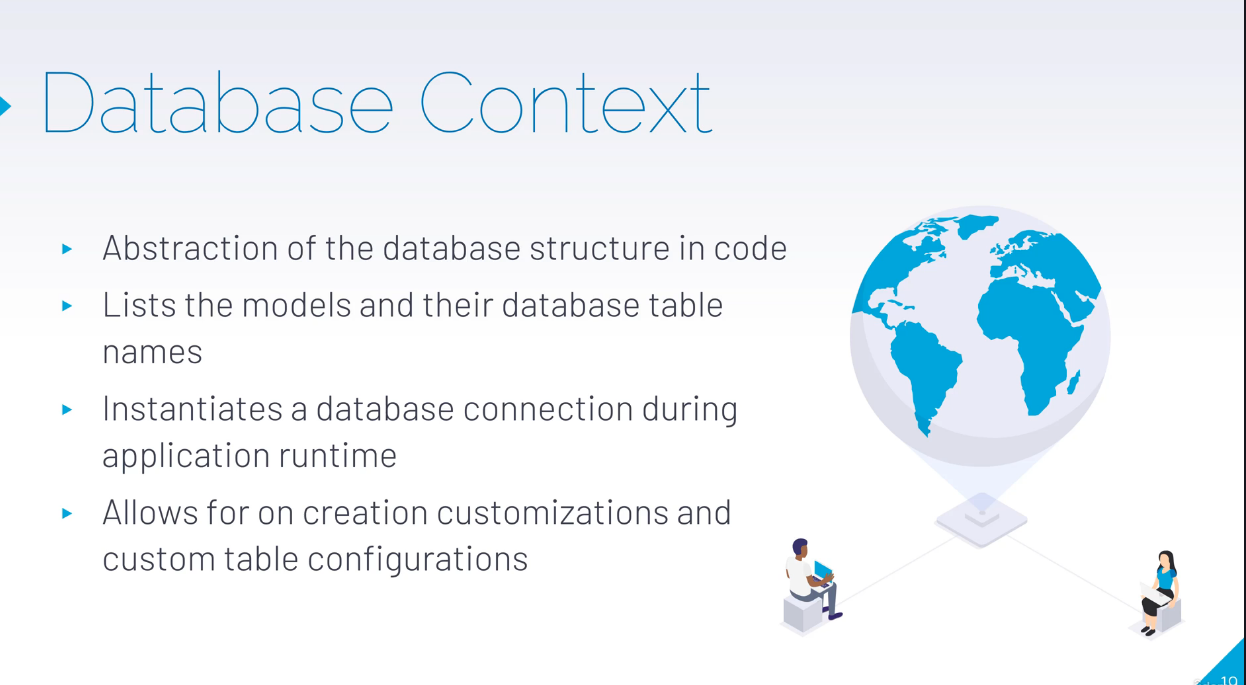 Database Context
Abstraction of the database structure in code
Lists the models and their database table
names
Instantiates a database connection during
application runtime
Allows for on creation customizations and
custom table configurations
19